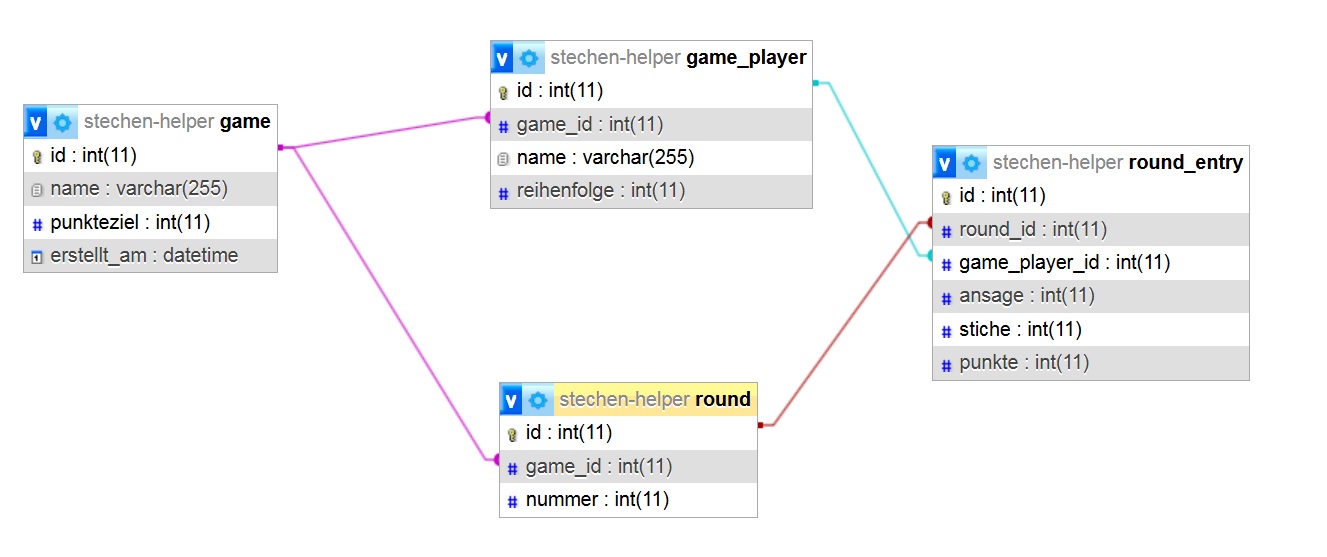 v stechen-helper game
id : int(11)
name : varchar(255)
punkteziel : int(11)
erstellt_am : datetime
v stechen-helper game_player
id : int(11)
game_id : int(11)
name : varchar(255)
reihenfolge : int(11)
v stechen-helper round
id : int(11)
game_id : int(11)
nummer : int(11)
v stechen-helper round_entry
id : int(11)
round_id : int(11)
game_player_id : int(11)
ansage : int(11)
stiche : int(11)
punkte : int(11)